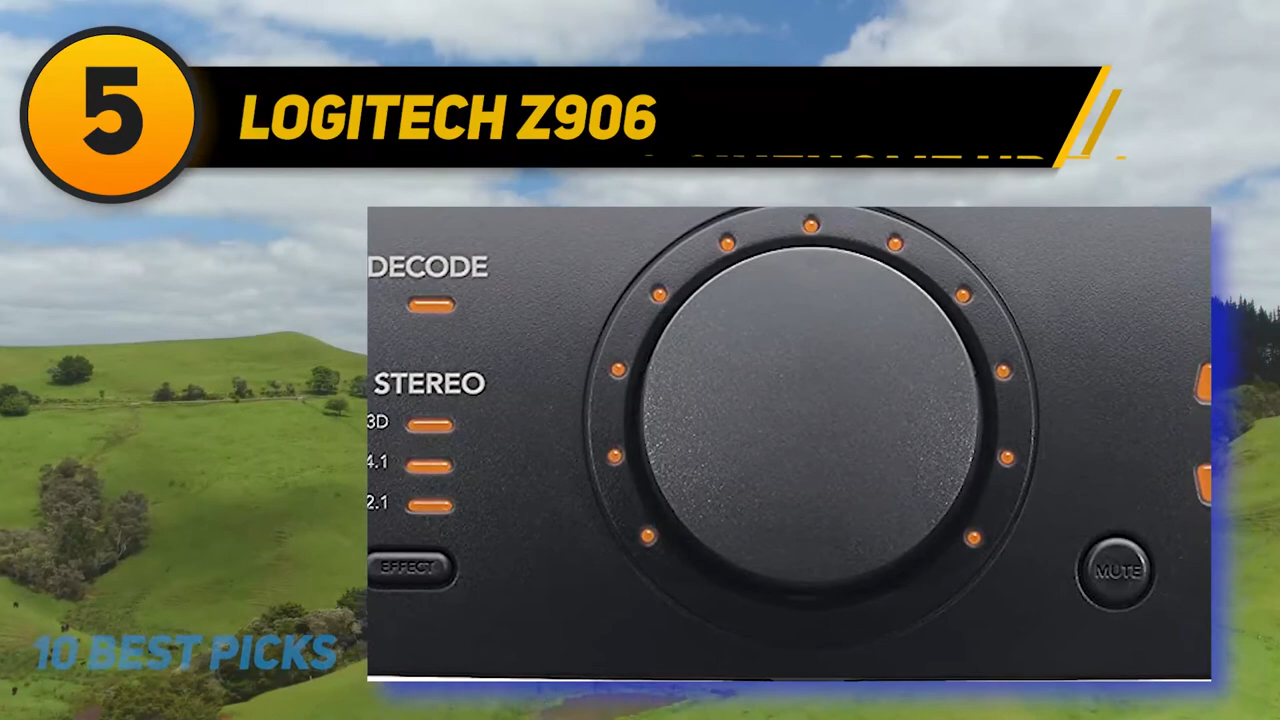 5
LOGITECH Z906
DECODE
STEREO
3D
4.1
2.1
EFFECT
MUTE
10 BEST PICKS